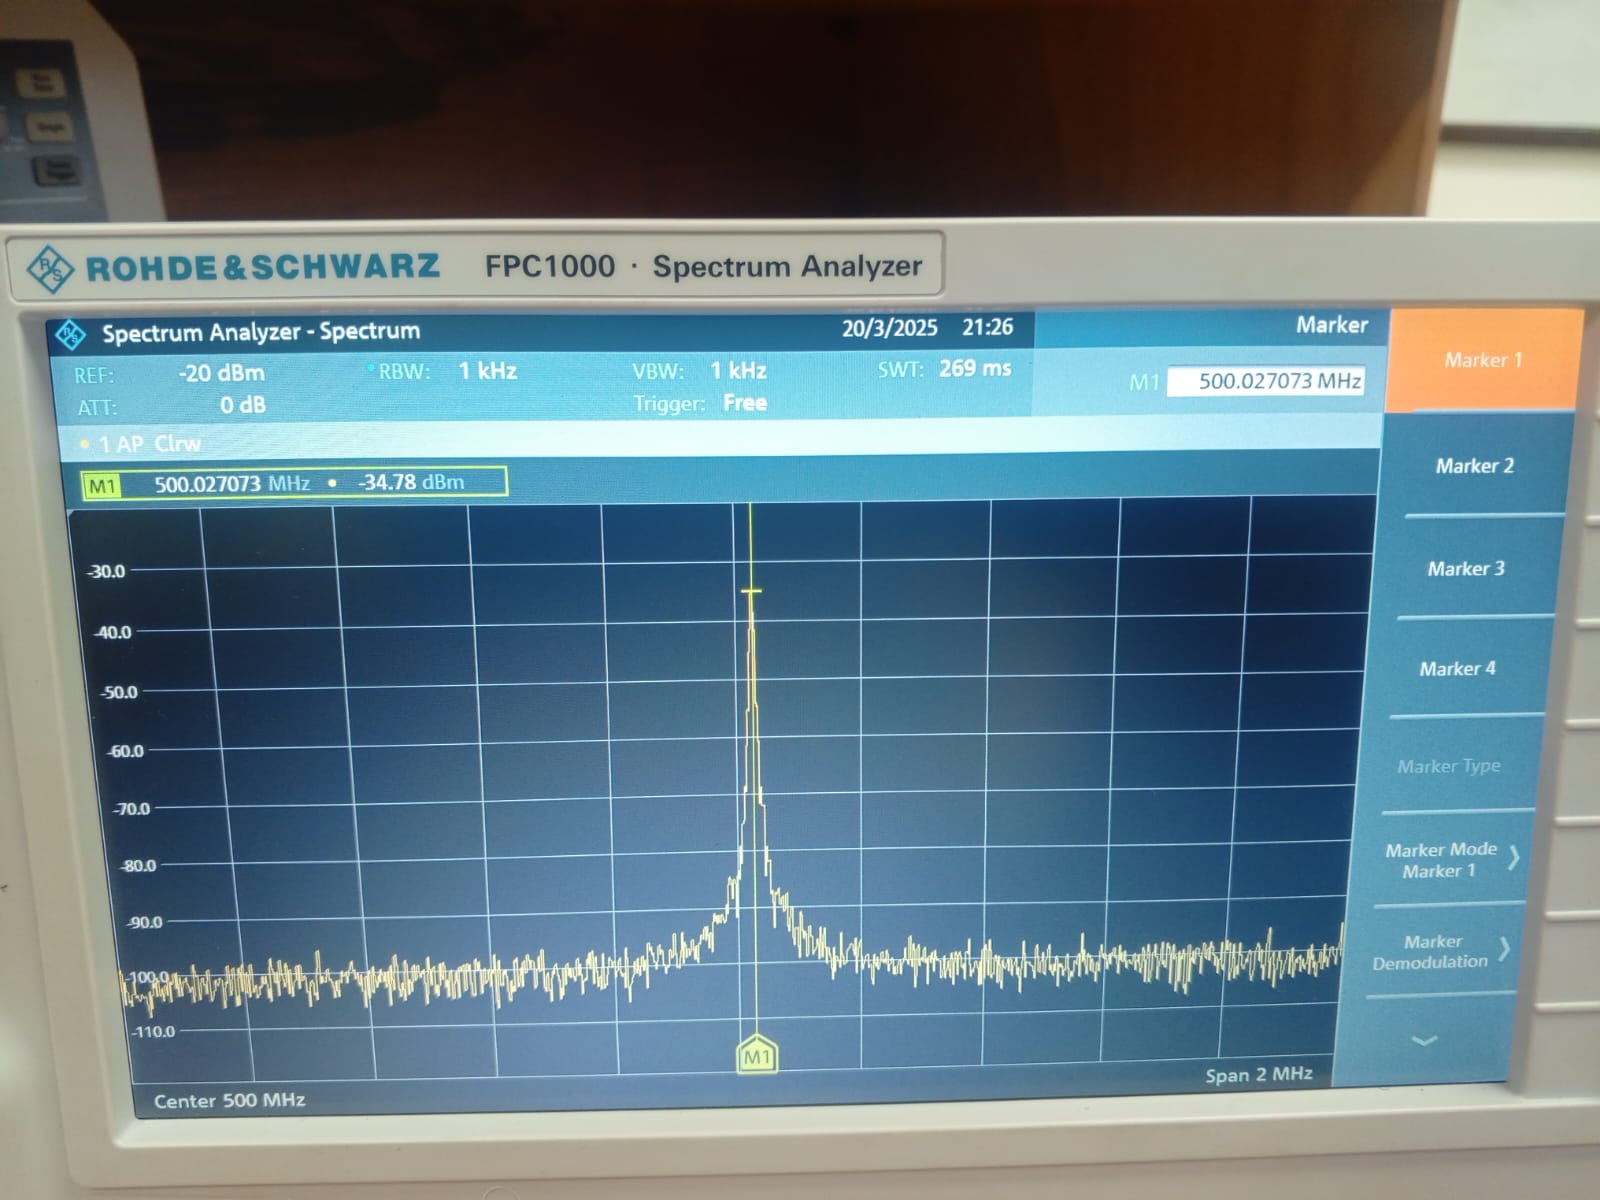 ROHDE & SCHWARZ FPC1000 · Spectrum Analyzer
Spectrum Analyzer - Spectrum 20/3/2025 21:26 Marker
REF: -20 dBm RBW: 1 kHz VBW: 1 kHz SWT: 269 ms M1 500.027073 MHz
ATT: 0 dB Trigger: Free
1 AP Clrw
M1 500.027073 MHz • -34.78 dBm
-30.0
-40.0
-50.0
-60.0
-70.0
-80.0
-90.0
-100.0
-110.0
M1
Center 500 MHz Span 2 MHz
Marker 1
Marker 2
Marker 3
Marker 4
Marker Type
Marker Mode
Marker 1
Marker
Demodulation